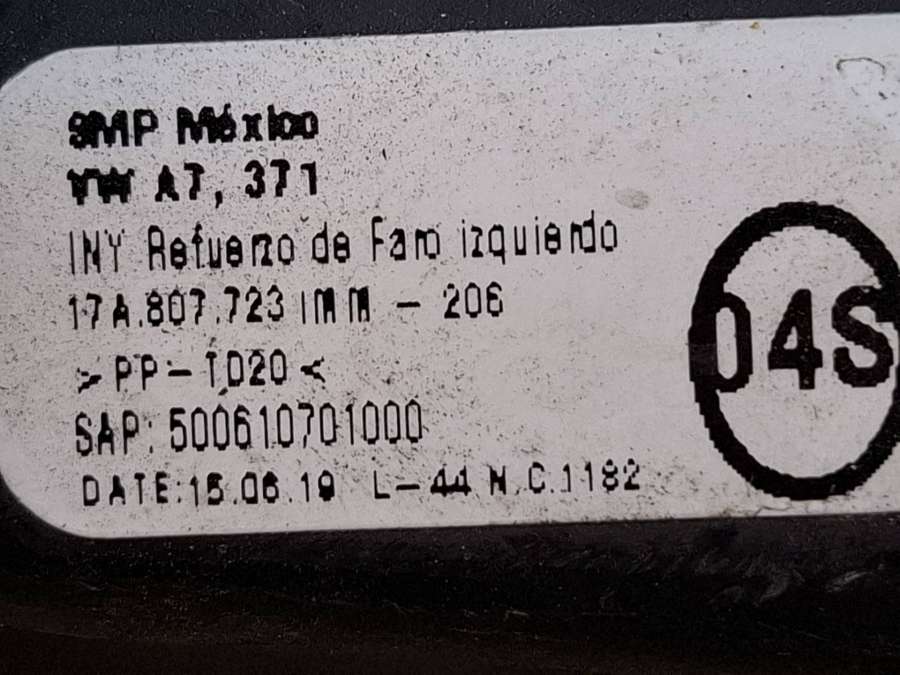 SMP México
VW A7, 371
INY Refuerzo de Faro izquierdo
17A.807.723 IMM - 206
>PP-TD20<
SAP: 500610701000
DATE:15.06.19 L-44 N.C.1182
04S